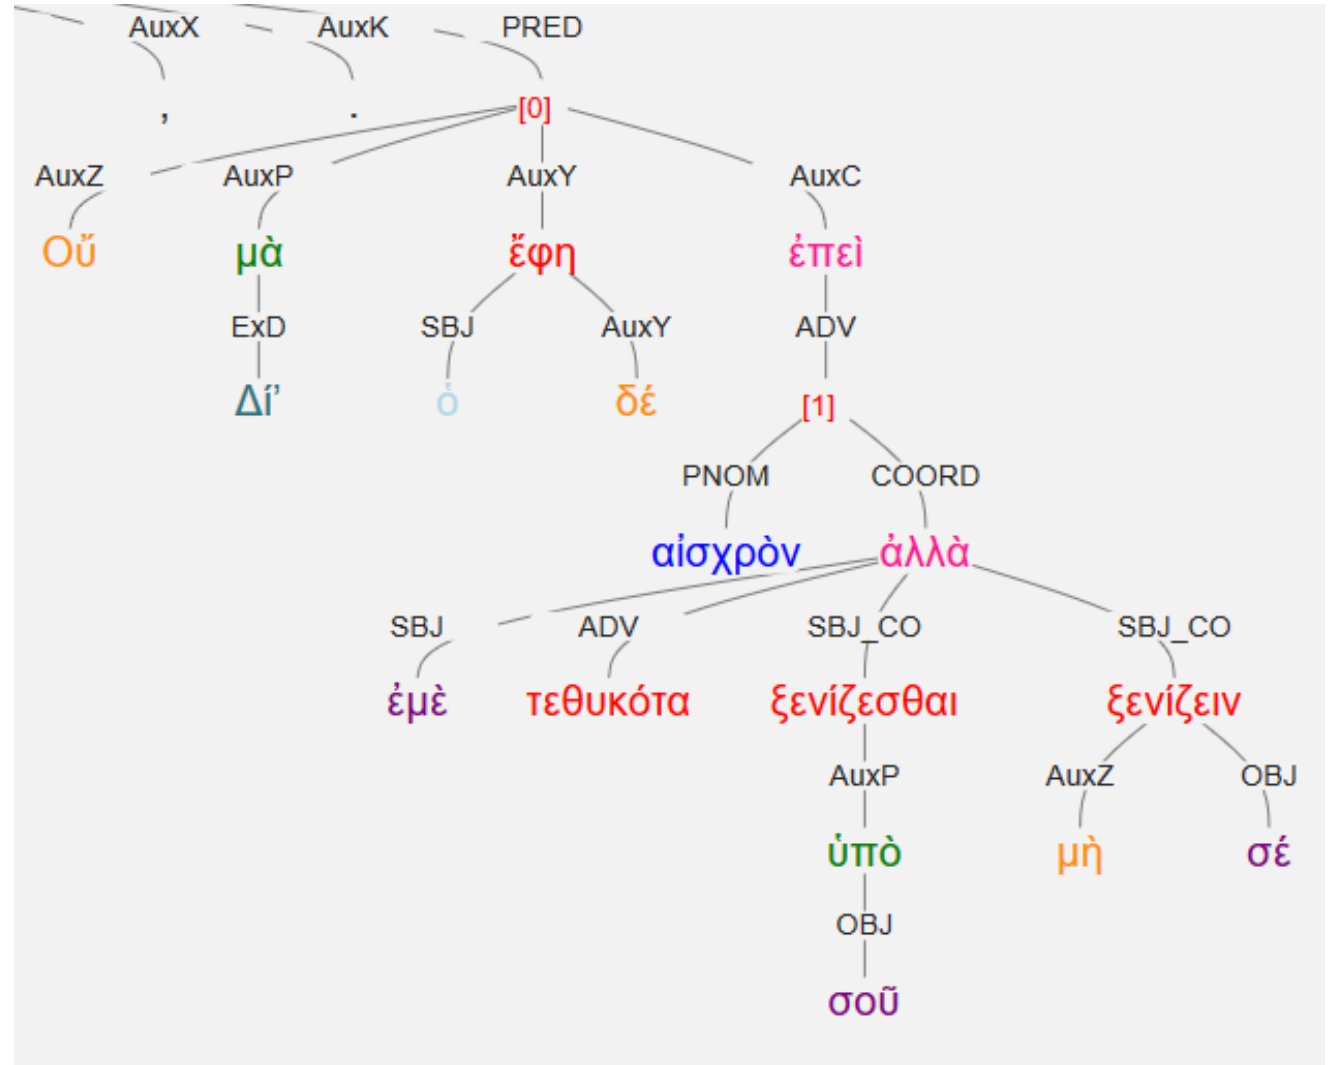 AuxX AuxK PRED
, . [0]
AuxZ AuxP AuxY AuxC
Οὔ μὰ ἔφη ἐπεὶ
ExD SBJ AuxY ADV
Δί’ ὁ δέ [1]
PNOM COORD
αἰσχρὸν ἀλλὰ
SBJ ADV SBJ_CO SBJ_CO
ἐμὲ τεθυκότα ξενίζεσθαι ξενίζειν
AuxP AuxZ OBJ
ὑπὸ μὴ σέ
OBJ
σοῦ